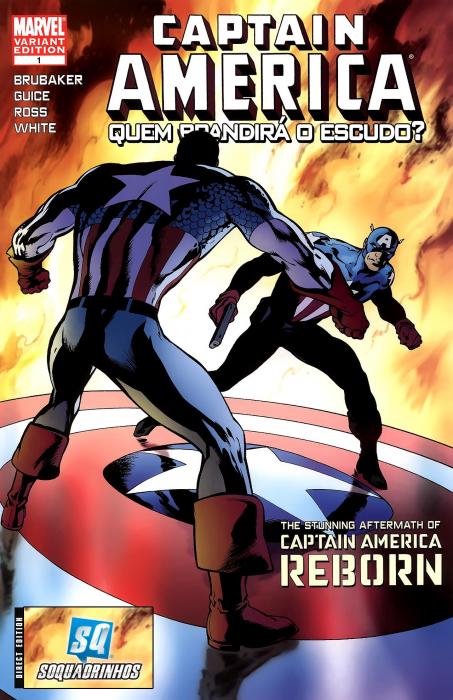 MARVEL
VARIANT
EDITION
1
BRUBAKER
GUICE
ROSS
WHITE
CAPTAIN
AMERICA®
QUEM BRANDIRÁ O ESCUDO?
THE STUNNING AFTERMATH OF
CAPTAIN AMERICA
REBORN
DIRECT EDITION
SQ
SOQUADRINHOS